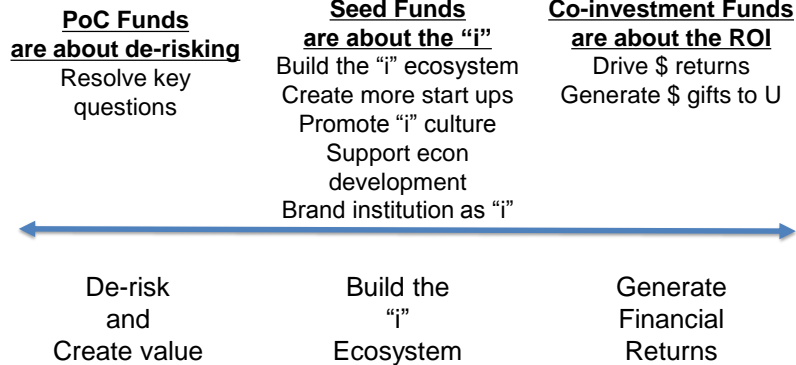 PoC Funds
are about de-risking
Resolve key
questions
Seed Funds
are about the “i”
Build the “i” ecosystem
Create more start ups
Promote “i” culture
Support econ
development
Brand institution as “i”
Co-investment Funds
are about the ROI
Drive $ returns
Generate $ gifts to U
De-risk
and
Create value
Build the
“i”
Ecosystem
Generate
Financial
Returns